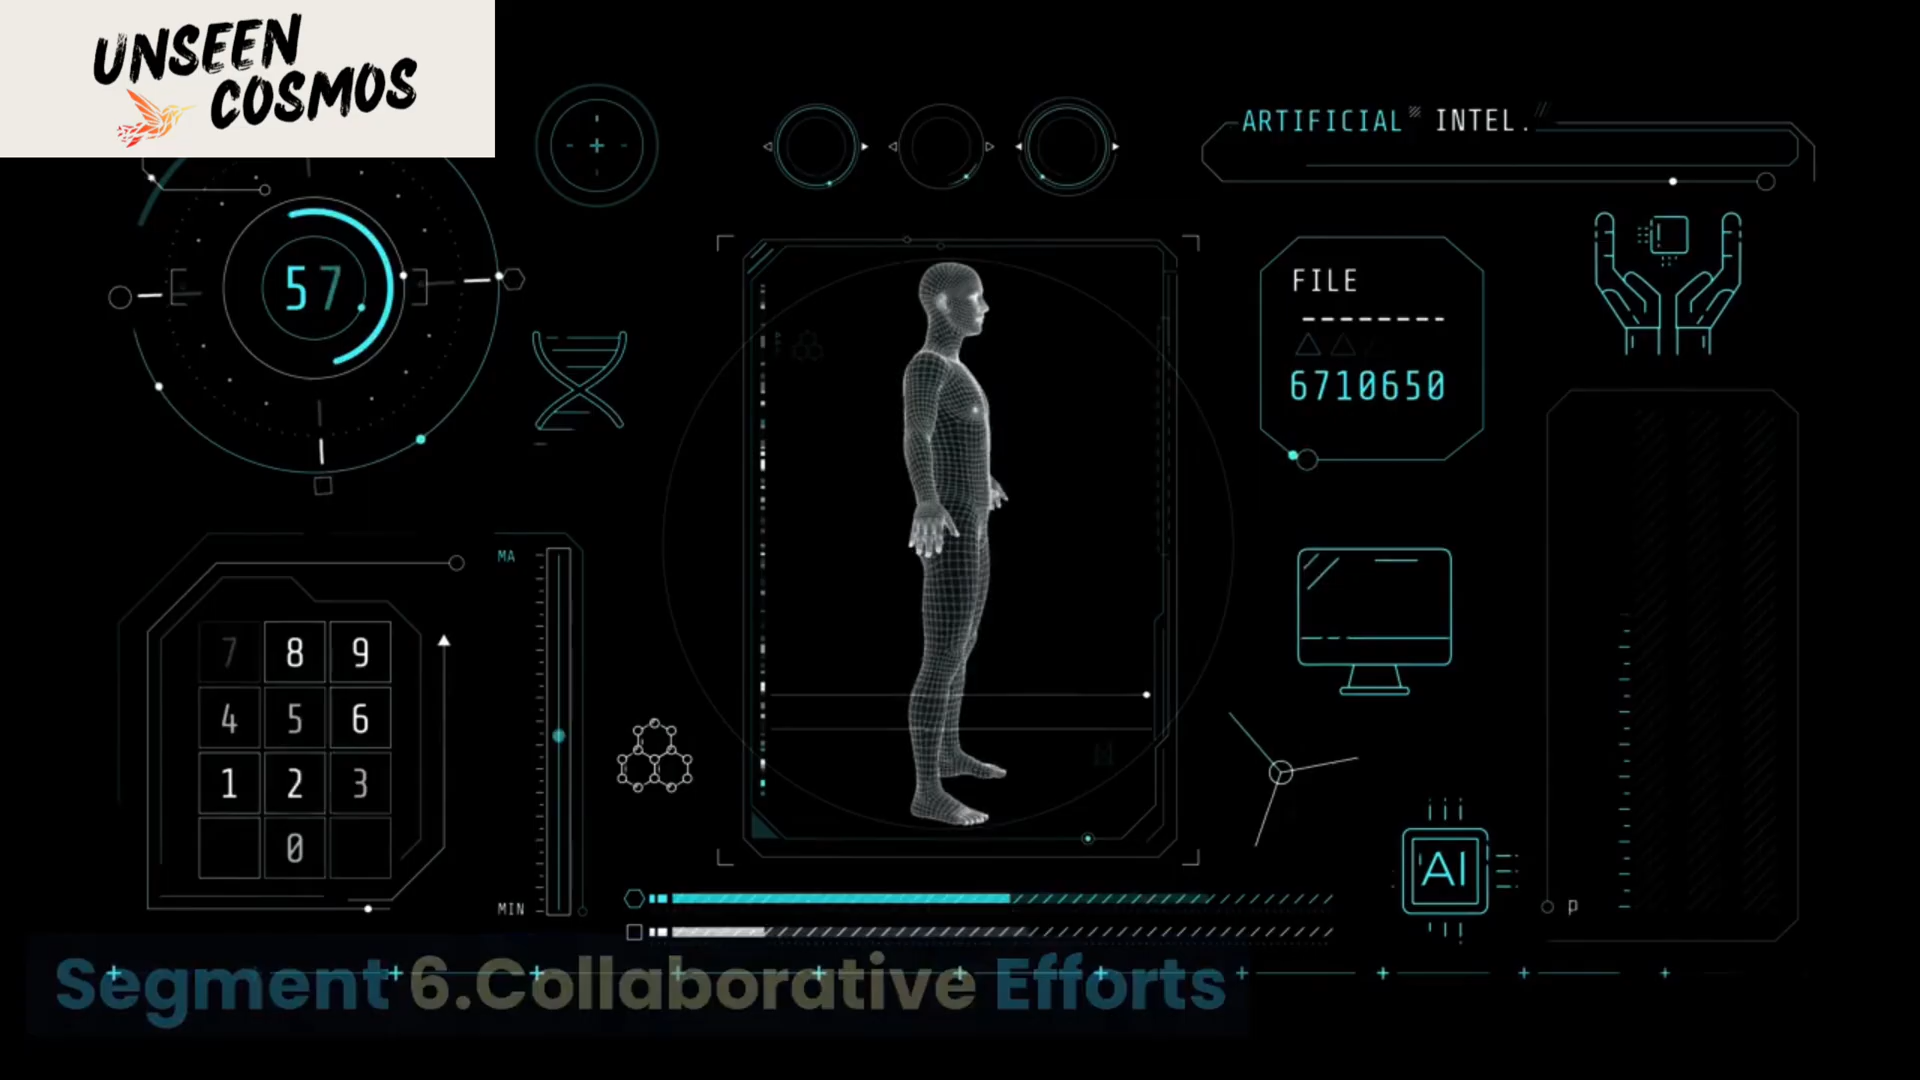 UNSEEN
COSMOS
ARTIFICIAL INTEL.
57
FILE
6710650
MA
7 8 9
4 5 6
1 2 3
0
MIN
AI
p
Segment 6.Collaborative Efforts